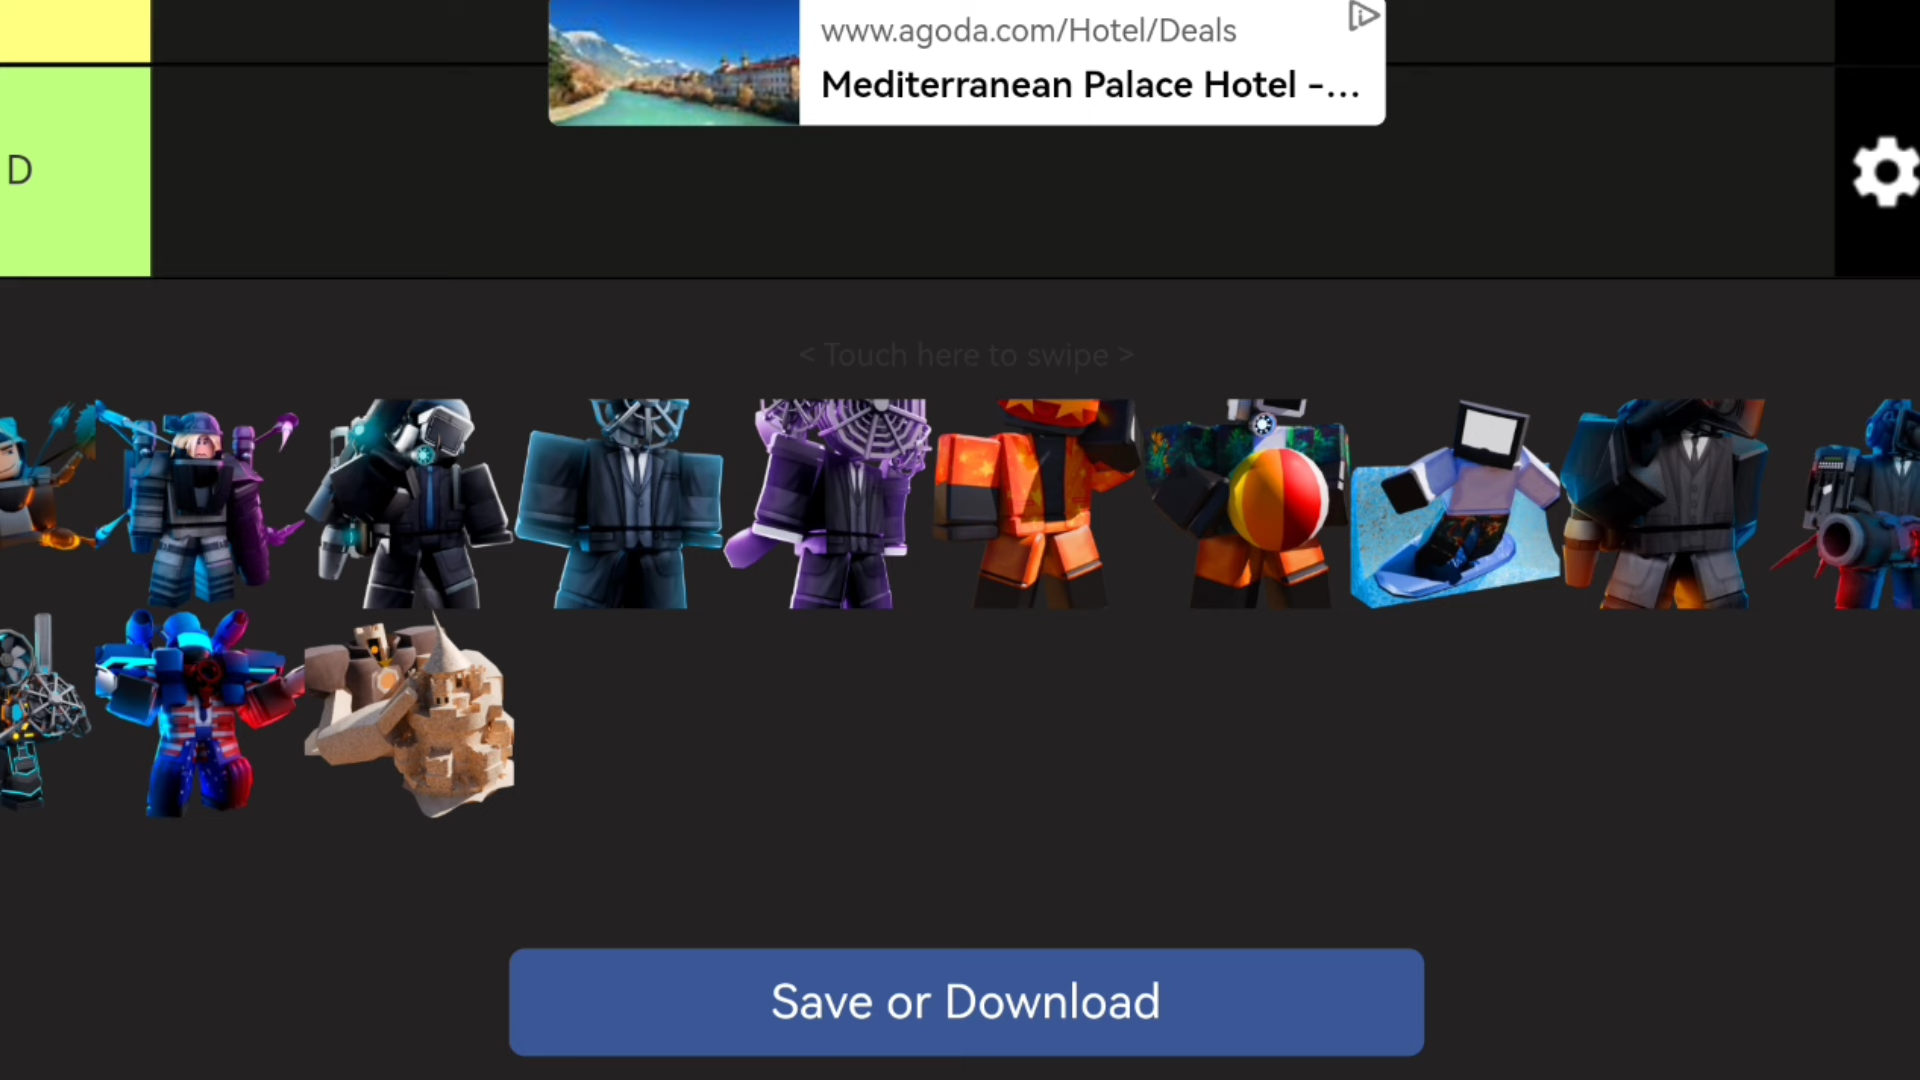 www.agoda.com/Hotel/Deals
Mediterranean Palace Hotel -...
D
< Touch here to swipe >
Save or Download